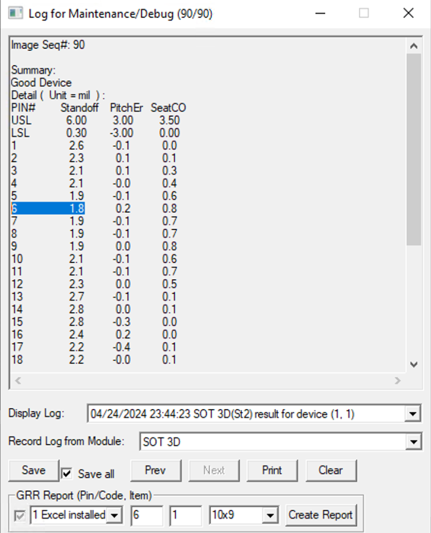 Log for Maintenance/Debug (90/90)
Image Seq#: 90
Summary:
Good Device
Detail ( Unit = mil ) :
PIN# Standoff PitchEr SeatCO
USL 6.00 3.00 3.50
LSL 0.30 -3.00 0.00
1 2.6 -0.1 0.0
2 2.3 0.1 0.1
3 2.1 0.1 0.3
4 2.1 -0.0 0.4
5 1.9 -0.1 0.6
6 1.8 0.2 0.8
7 1.9 -0.1 0.7
8 1.9 -0.1 0.7
9 1.9 0.0 0.8
10 2.1 -0.1 0.6
11 2.1 -0.1 0.7
12 2.3 0.0 0.5
13 2.7 -0.1 0.1
14 2.8 0.0 0.1
15 2.8 -0.3 0.0
16 2.4 0.2 0.0
17 2.2 -0.4 0.1
18 2.2 -0.0 0.1
Display Log: 04/24/2024 23:44:23 SOT 3D(St2) result for device (1, 1)
Record Log from Module: SOT 3D
Save Save all Prev Next Print Clear
GRR Report (Pin/Code, Item)
1 Excel installed 6 1 10x9 Create Report